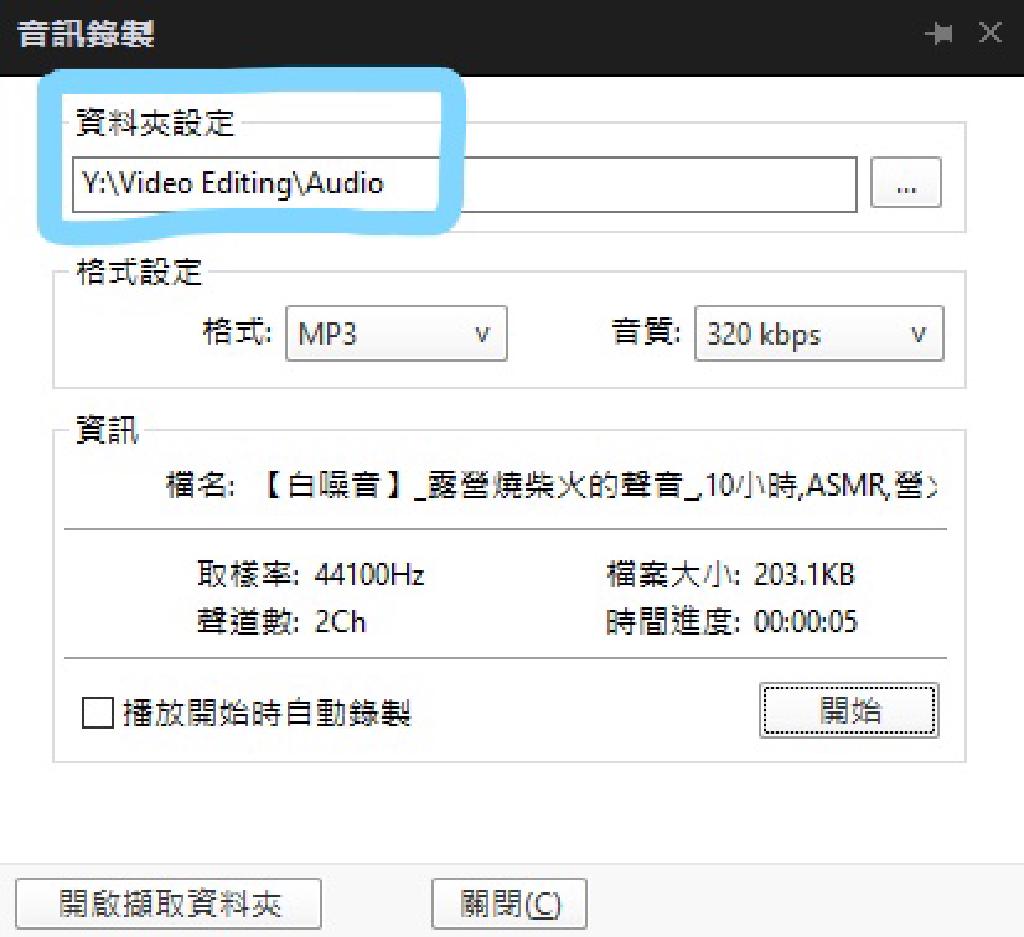 音訊錄製
資料夾設定
Y:\Video Editing\Audio
...
格式設定
格式: MP3 音質: 320 kbps
資訊
檔名: 【白噪音】_露營燒柴火的聲音_,10小時,ASMR,營
取樣率: 44100Hz 檔案大小: 203.1KB
聲道數: 2Ch 時間進度: 00:00:05
播放開始時自動錄製 開始
開啟擷取資料夾 關閉(C)